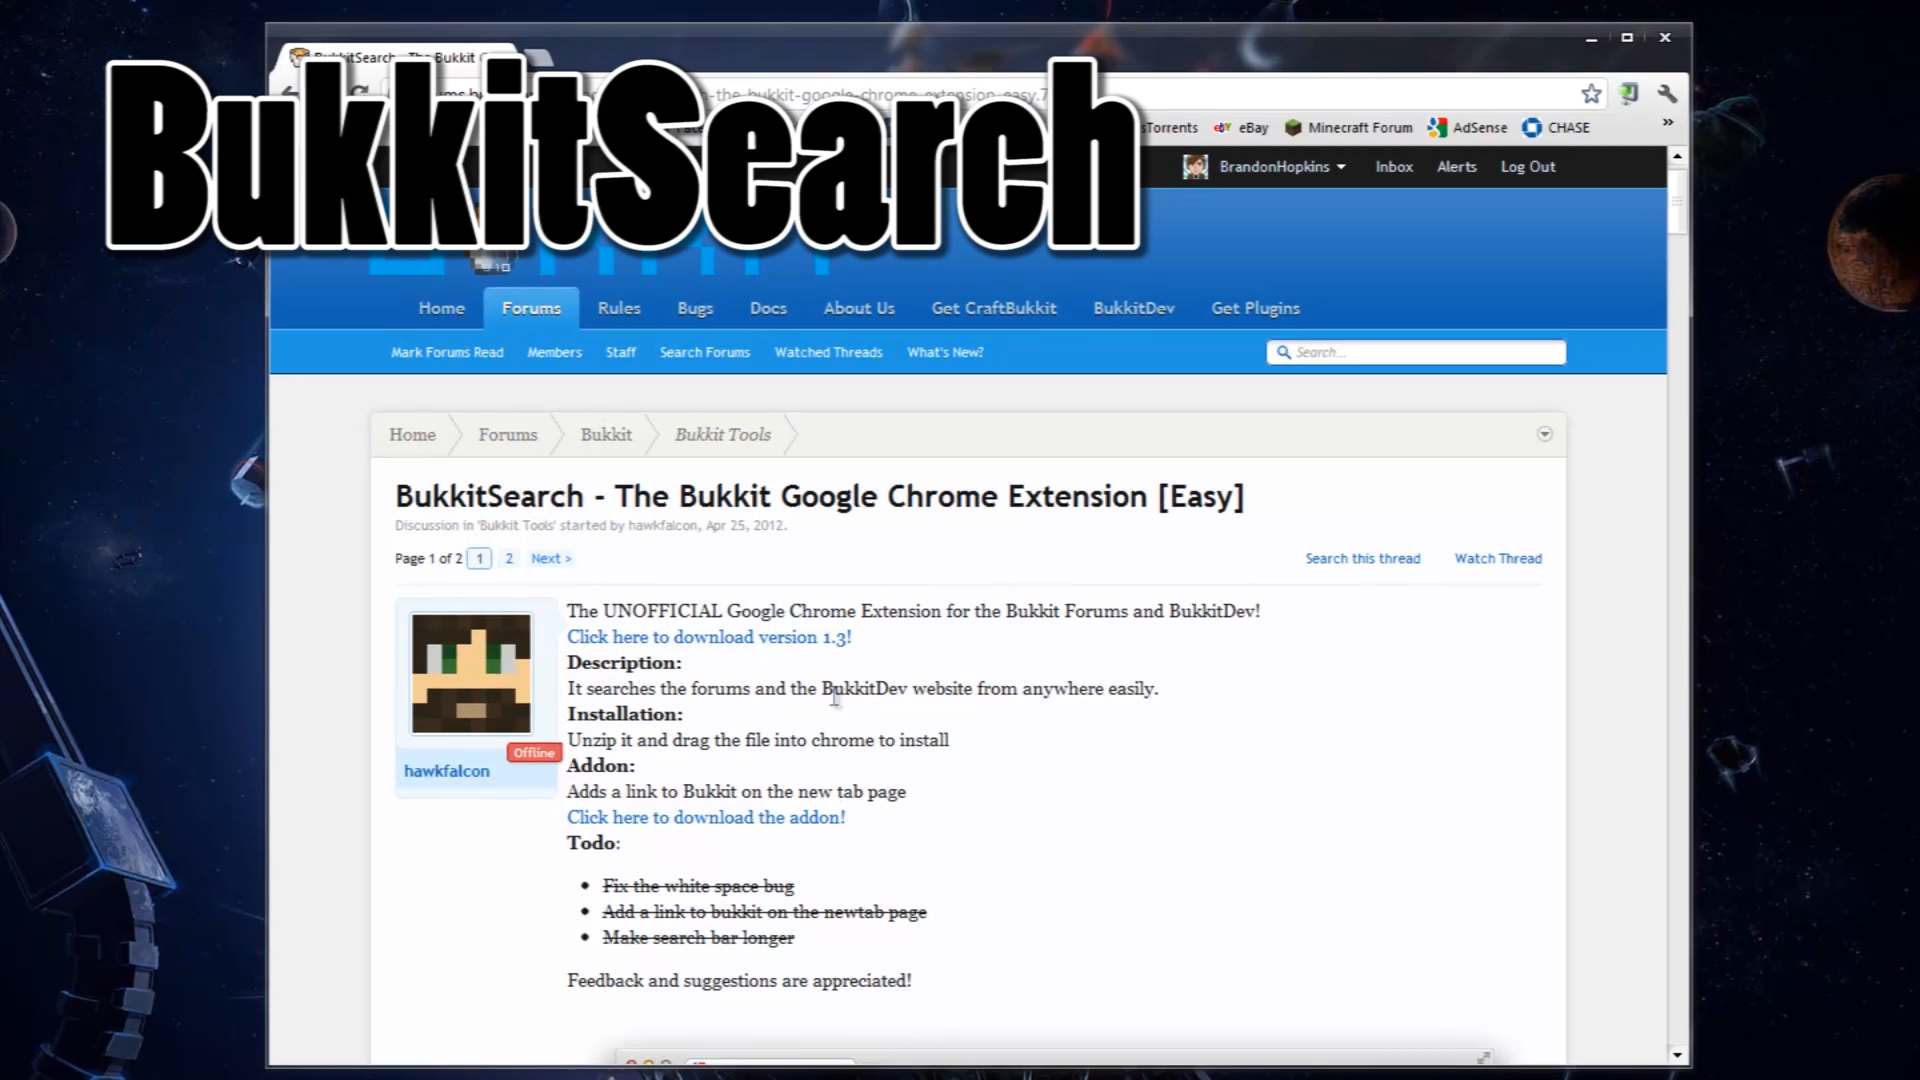 BukkitSearch
BukkitSearch - The Bukkit
-the-bukkit-google-chrome-extension-easy.7
Torrents eBay Minecraft Forum AdSense CHASE »
BrandonHopkins Inbox Alerts Log Out
Home Forums Rules Bugs Docs About Us Get CraftBukkit BukkitDev Get Plugins
Mark Forums Read Members Staff Search Forums Watched Threads What's New? Search...
Home Forums Bukkit Bukkit Tools
BukkitSearch - The Bukkit Google Chrome Extension [Easy]
Discussion in 'Bukkit Tools' started by hawkfalcon, Apr 25, 2012.
Page 1 of 2 1 2 Next > Search this thread Watch Thread
The UNOFFICIAL Google Chrome Extension for the Bukkit Forums and BukkitDev!
Click here to download version 1.3!
Description:
It searches the forums and the BukkitDev website from anywhere easily.
Installation:
Unzip it and drag the file into chrome to install
Offline
hawkfalcon
Addon:
Adds a link to Bukkit on the new tab page
Click here to download the addon!
Todo:
• Fix the white space bug
• Add a link to bukkit on the newtab page
• Make search bar longer
Feedback and suggestions are appreciated!